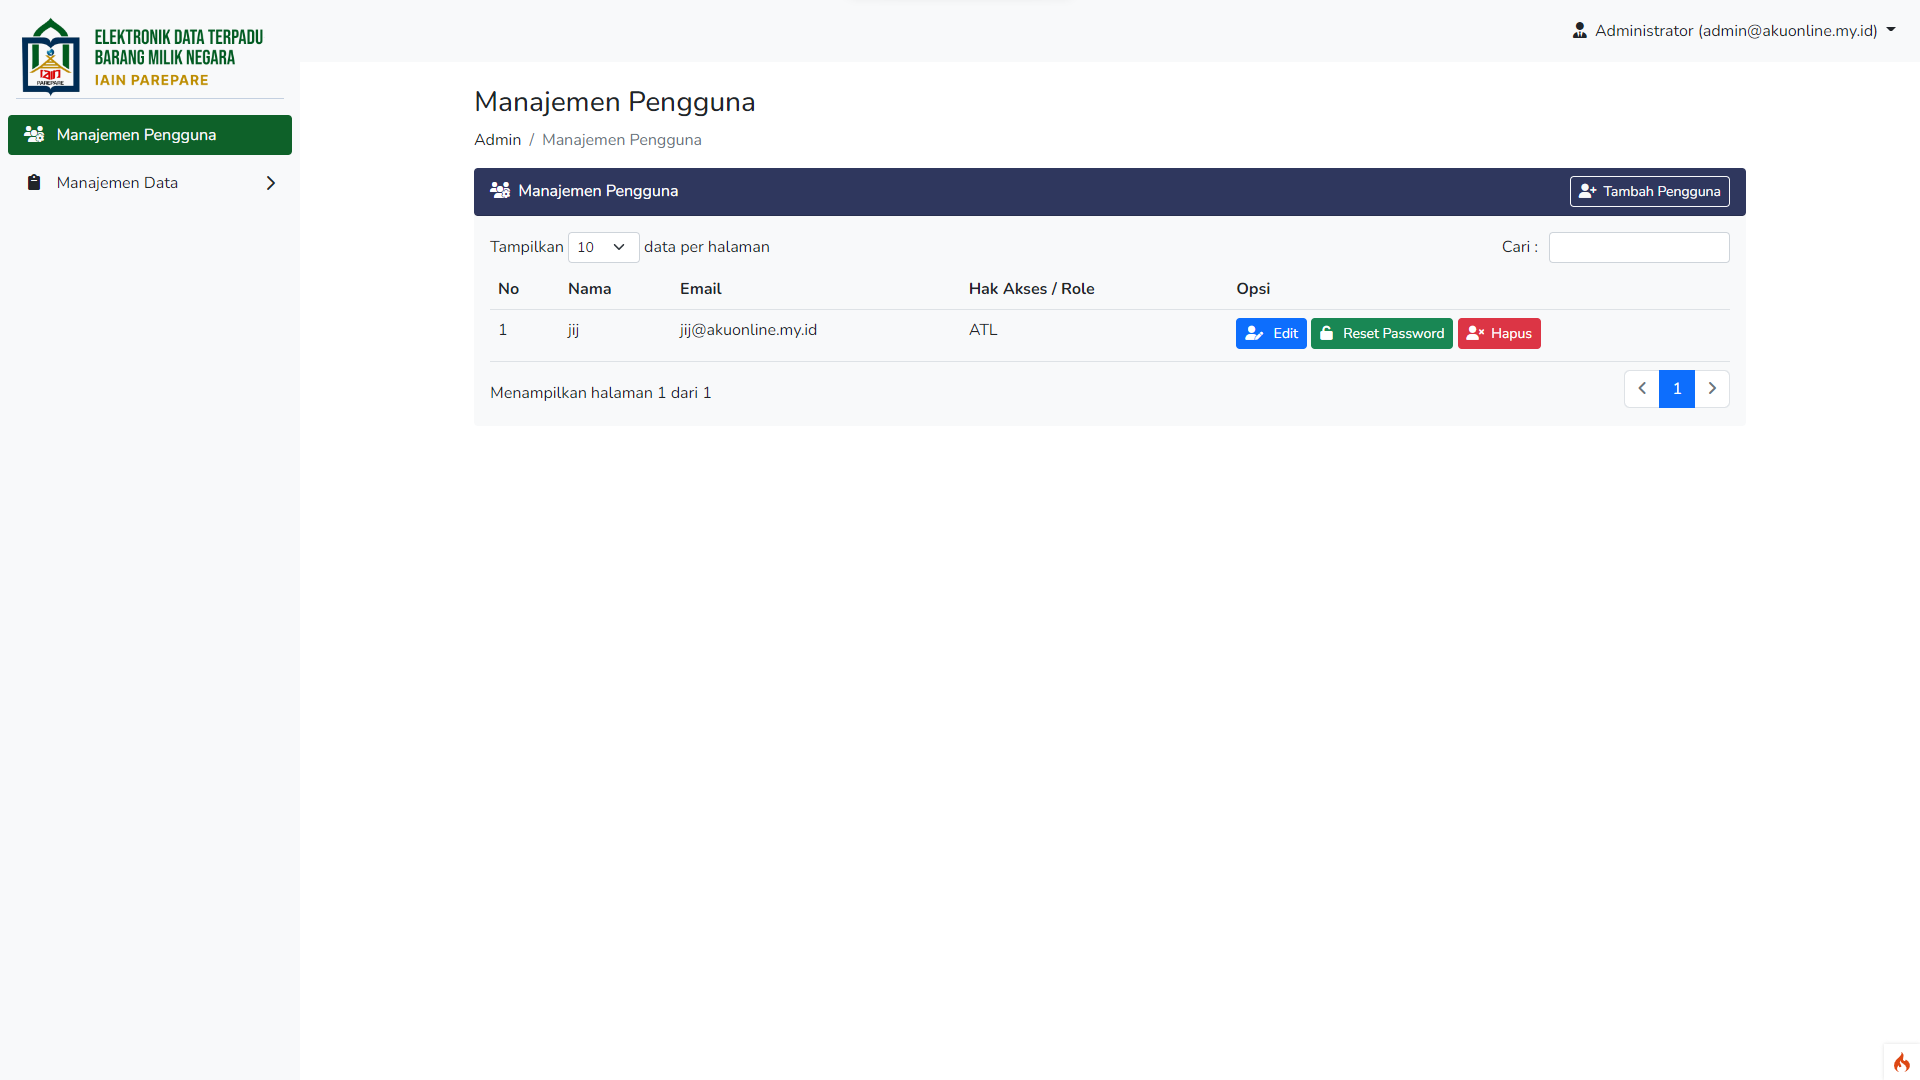 ELEKTRONIK DATA TERPADU
BARANG MILIK NEGARA
IAIN PAREPARE
iain
PAREPARE
Administrator (admin@akuonline.my.id)
Manajemen Pengguna
Manajemen Data
Manajemen Pengguna
Admin / Manajemen Pengguna
Manajemen Pengguna
Tambah Pengguna
Tampilkan 10 data per halaman
Cari :
No Nama Email Hak Akses / Role Opsi
1 jij jij@akuonline.my.id ATL Edit Reset Password Hapus
Menampilkan halaman 1 dari 1
1